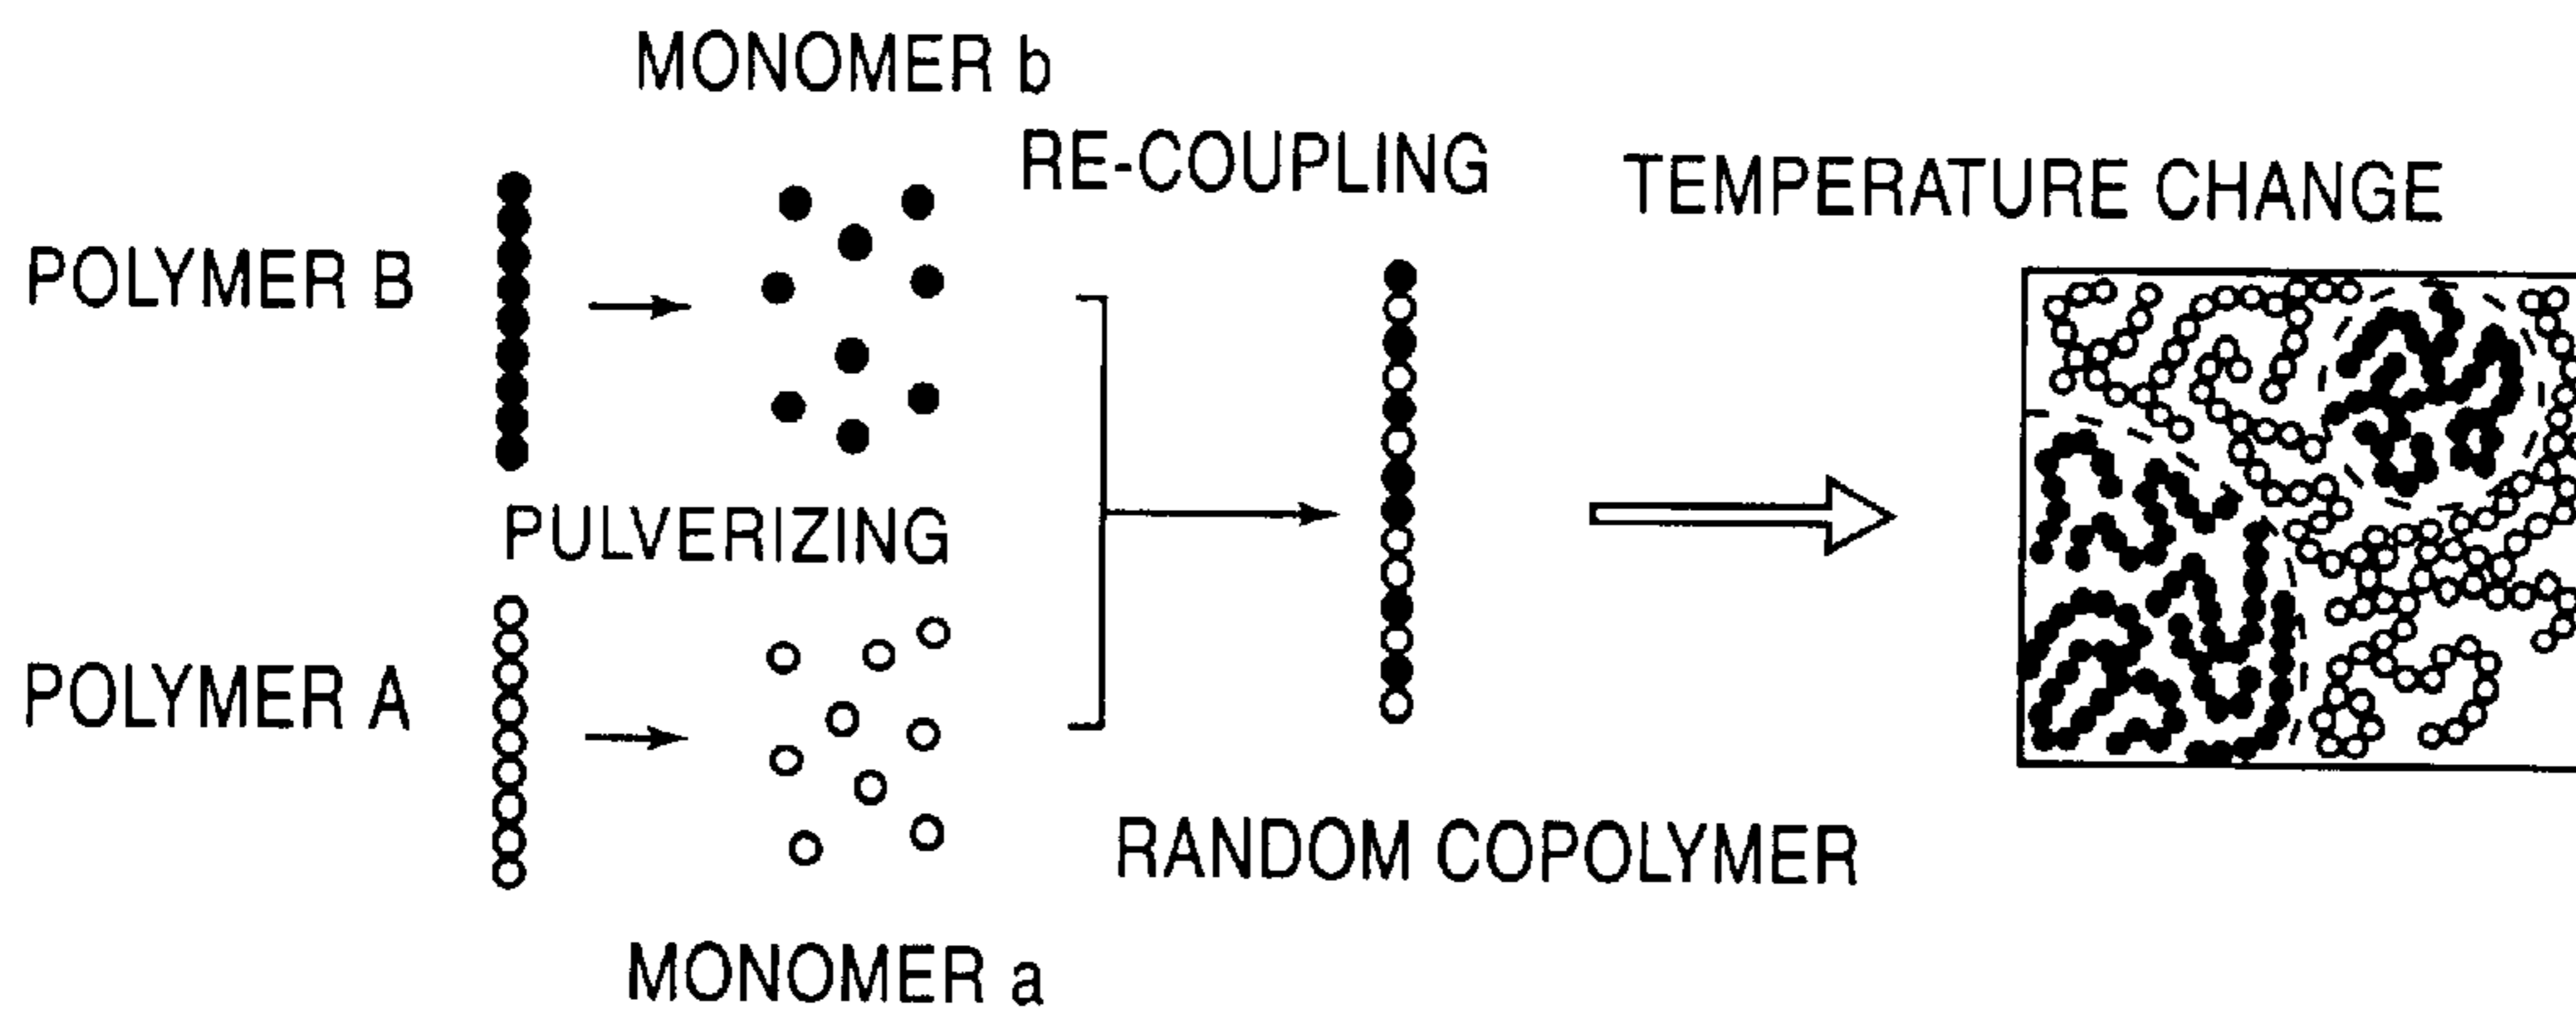 MONOMER b
RE-COUPLING
TEMPERATURE CHANGE
POLYMER B
PULVERIZING
POLYMER A
RANDOM COPOLYMER
MONOMER a